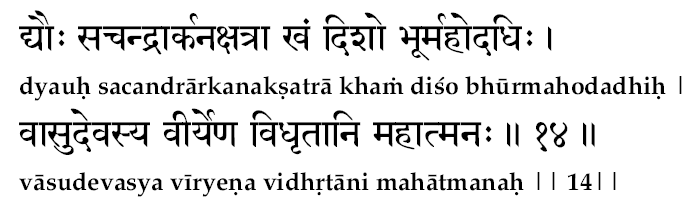 द्यौः सचन्द्रार्कनक्षत्रा खं दिशो भूर्महोदधिः ।
dyauḥ sacandrārkanakṣatrā khaṁ diśo bhūrmahodadhiḥ |
वासुदेवस्य वीर्येण विधृतानि महात्मनः ॥ १४ ॥
vāsudevasya vīryeṇa vidhṛtāni mahātmanaḥ || 14||